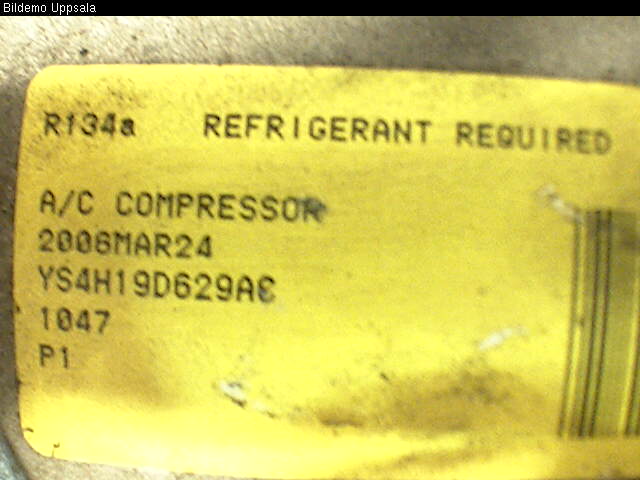 Bildemo Uppsala
R134a REFRIGERANT REQUIRED
A/C COMPRESSOR
2006MAR24
YS4H19D629AC
1047
P1